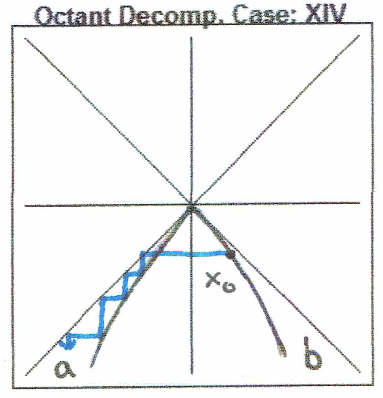 Octant Decomp. Case: XIV
x₀
a
b